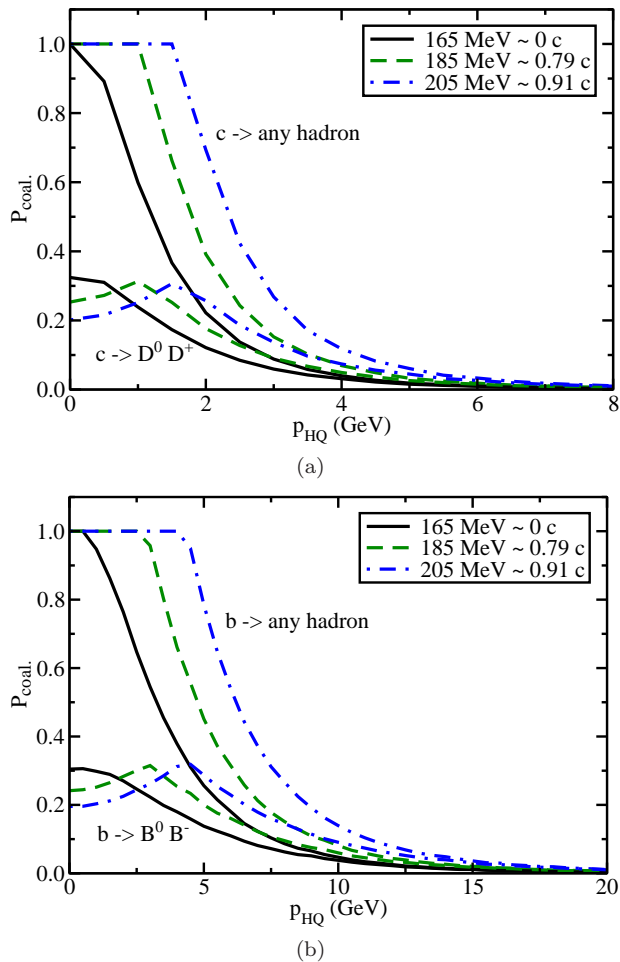 1.0
0.8
0.6
0.4
0.2
0.0
P_coal.
165 MeV ~ 0 c
185 MeV ~ 0.79 c
205 MeV ~ 0.91 c
c -> any hadron
c -> D^0 D^+
0 2 4 6 8
p_HQ (GeV)
(a)
1.0
0.8
0.6
0.4
0.2
0.0
P_coal.
165 MeV ~ 0 c
185 MeV ~ 0.79 c
205 MeV ~ 0.91 c
b -> any hadron
b -> B^0 B^-
0 5 10 15 20
p_HQ (GeV)
(b)